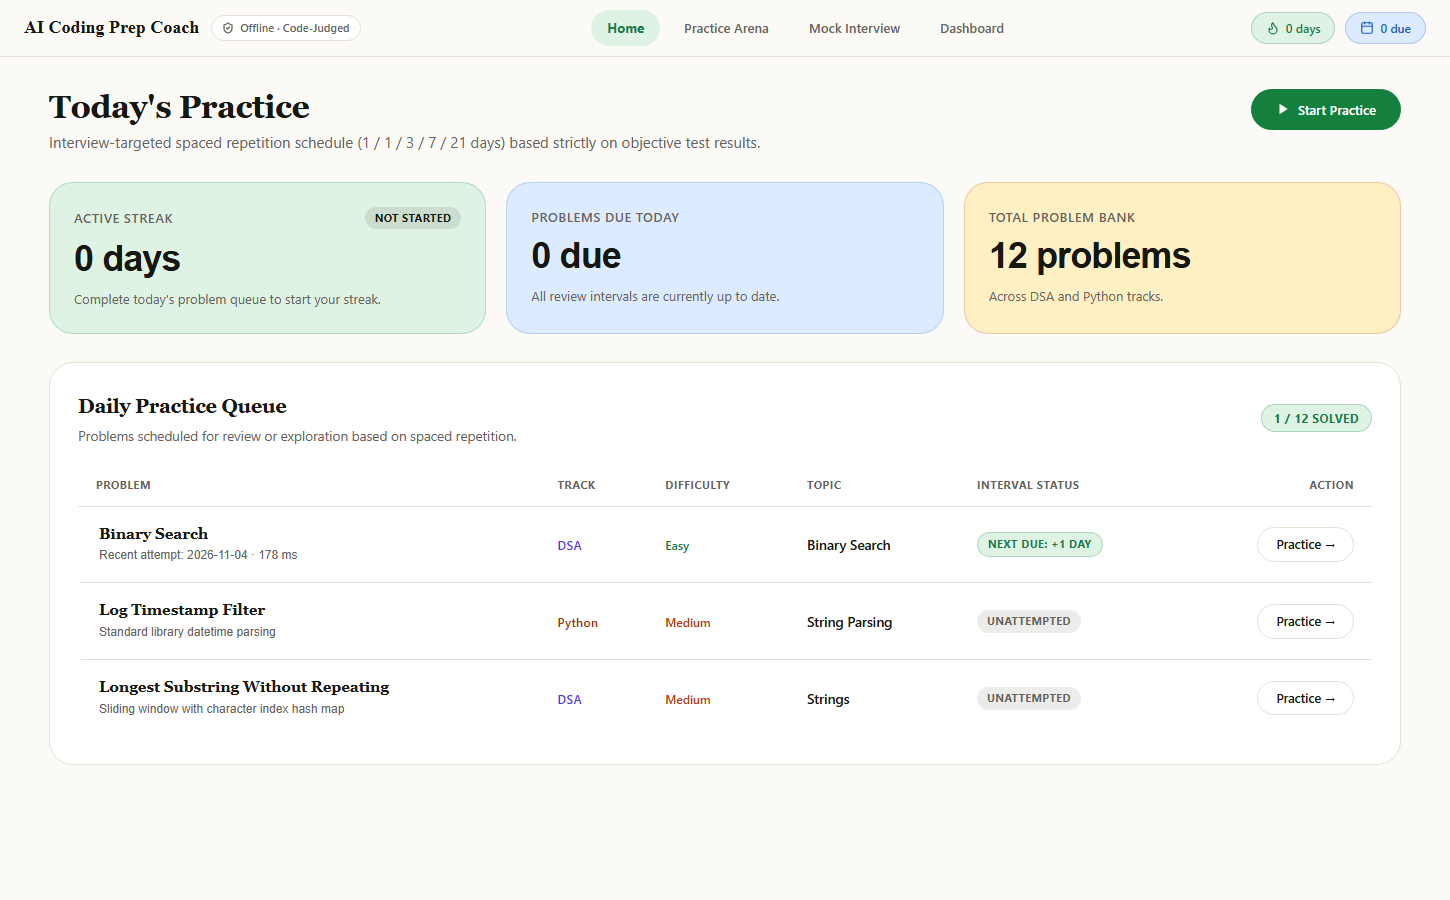 AI Coding Prep Coach
Offline · Code-Judged
Home
Practice Arena
Mock Interview
Dashboard
0 days
0 due
Today's Practice
Interview-targeted spaced repetition schedule (1 / 1 / 3 / 7 / 21 days) based strictly on objective test results.
Start Practice
ACTIVE STREAK
NOT STARTED
0 days
Complete today's problem queue to start your streak.
PROBLEMS DUE TODAY
0 due
All review intervals are currently up to date.
TOTAL PROBLEM BANK
12 problems
Across DSA and Python tracks.
Daily Practice Queue
Problems scheduled for review or exploration based on spaced repetition.
1 / 12 SOLVED
PROBLEM TRACK DIFFICULTY TOPIC INTERVAL STATUS ACTION
Binary Search
Recent attempt: 2026-11-04 · 178 ms
DSA Easy Binary Search NEXT DUE: +1 DAY Practice →
Log Timestamp Filter
Standard library datetime parsing
Python Medium String Parsing UNATTEMPTED Practice →
Longest Substring Without Repeating
Sliding window with character index hash map
DSA Medium Strings UNATTEMPTED Practice →